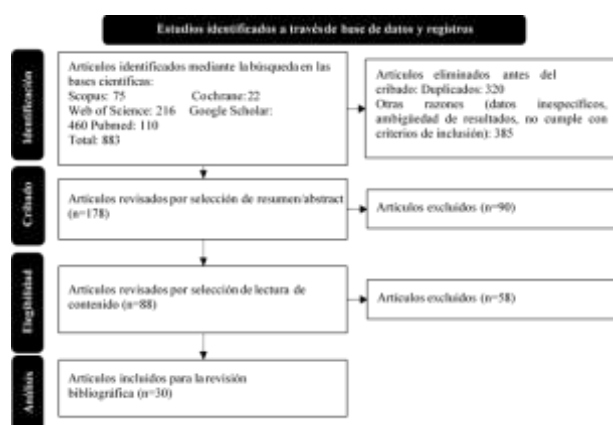 Estudios identificados a través de base de datos y registros
Identificación
Artículos identificados mediante la búsqueda en las
bases científicas:
Scopus: 75 Cochrane: 22
Web of Science: 216 Google Scholar:
460 Pubmed: 110
Total: 883
Artículos eliminados antes del
cribado: Duplicados: 320
Otras razones (datos inespecíficos,
ambigüedad de resultados, no cumple con
criterios de inclusión): 385
Cribado
Artículos revisados por selección de resumen/abstract
(n=178)
Artículos excluidos (n=90)
Elegibilidad
Artículos revisados por selección de lectura de
contenido (n=88)
Artículos excluidos (n=58)
Análisis
Artículos incluidos para la revisión
bibliográfica (n=30)